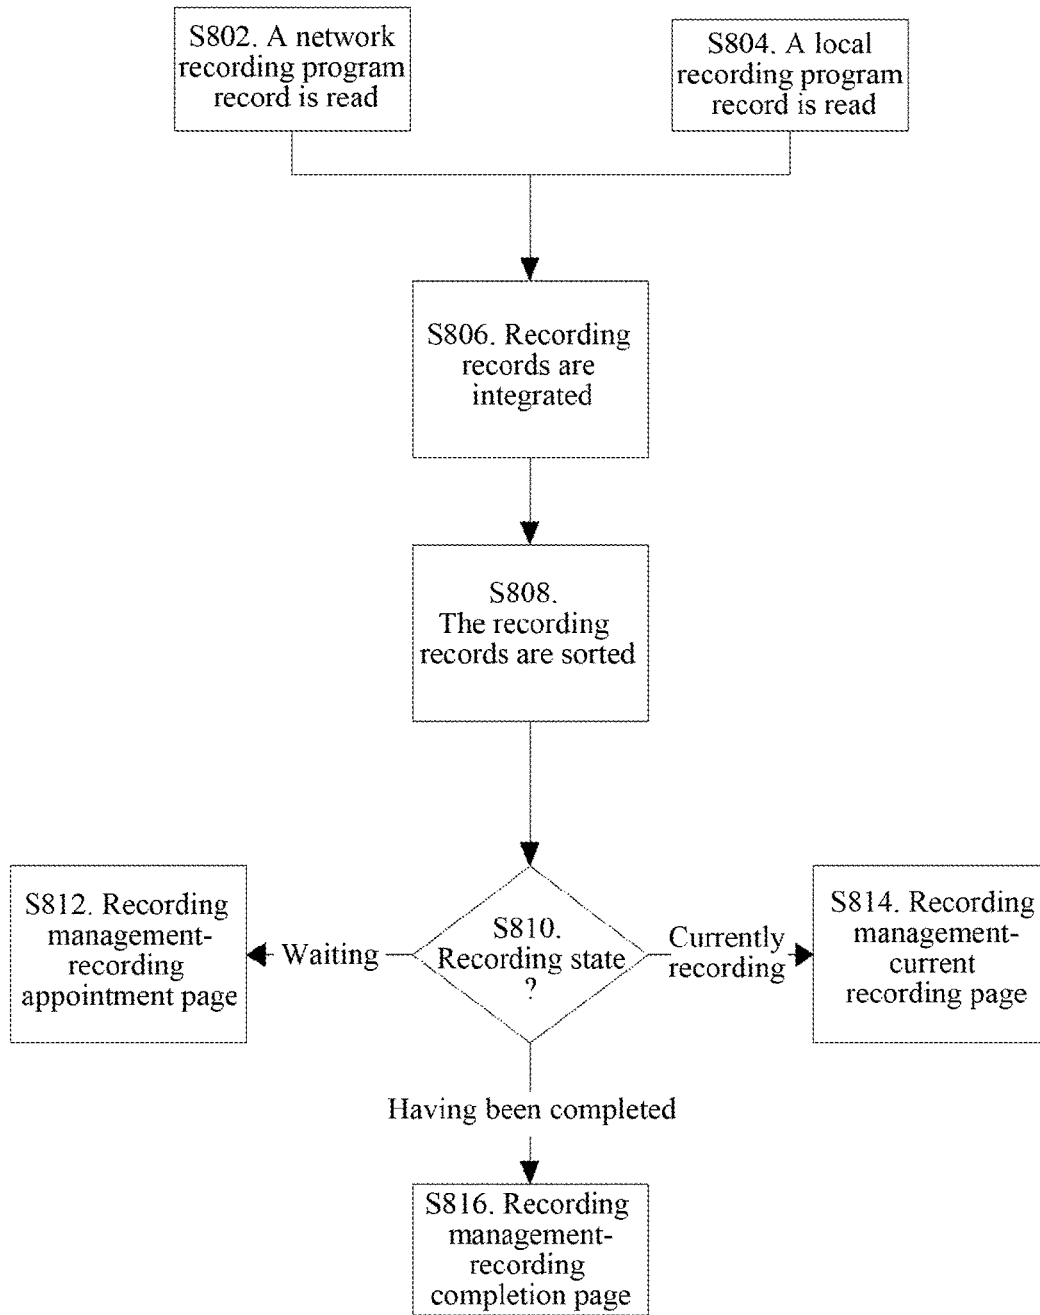 S802. A network
recording program
record is read
S804. A local
recording program
record is read
S806. Recording
records are
integrated
S808.
The recording
records are sorted
S812. Recording
management-
recording
appointment page
Waiting
S810.
Recording state
?
Currently
recording
S814. Recording
management-
current
recording page
Having been completed
S816. Recording
management-
recording
completion page